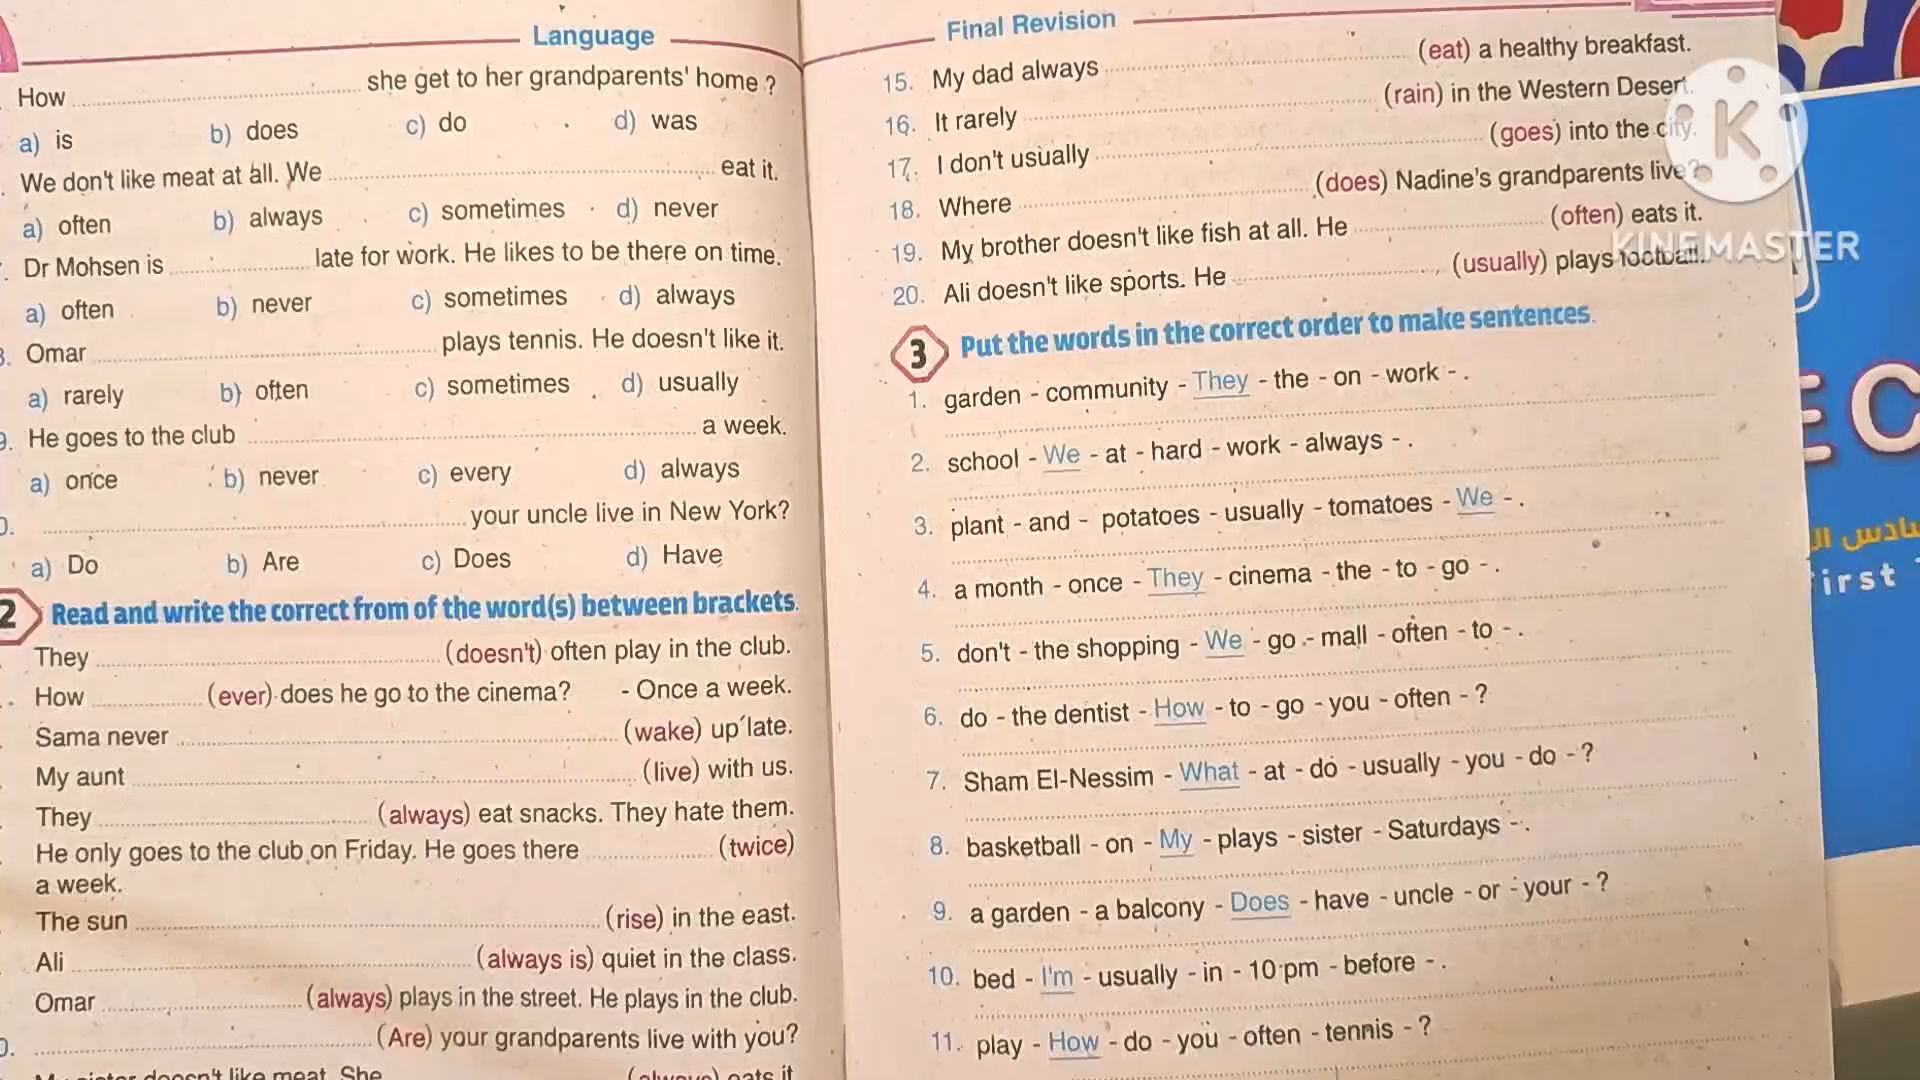 Language
How ... she get to her grandparents' home ?
a) is b) does c) do d) was
We don't like meat at all. We ... eat it.
a) often b) always c) sometimes d) never
Dr Mohsen is ... late for work. He likes to be there on time.
a) often b) never c) sometimes d) always
Omar ... plays tennis. He doesn't like it.
a) rarely b) often c) sometimes d) usually
He goes to the club ... a week.
a) once b) never c) every d) always
... your uncle live in New York?
a) Do b) Are c) Does d) Have
2 Read and write the correct from of the word(s) between brackets.
They ... (doesn't) often play in the club.
How ... (ever) does he go to the cinema? - Once a week.
Sama never ... (wake) up late.
My aunt ... (live) with us.
They ... (always) eat snacks. They hate them.
He only goes to the club on Friday. He goes there ... (twice)
a week.
The sun ... (rise) in the east.
Ali ... (always is) quiet in the class.
Omar ... (always) plays in the street. He plays in the club.
... (Are) your grandparents live with you?
My sister doesn't like meat. She ... (always) eats it
Final Revision
15. My dad always ... (eat) a healthy breakfast.
16. It rarely ... (rain) in the Western Desert.
17. I don't usually ... (goes) into the city.
18. Where ... (does) Nadine's grandparents live?
19. My brother doesn't like fish at all. He ... (often) eats it.
20. Ali doesn't like sports. He ... (usually) plays football.
3 Put the words in the correct order to make sentences.
1. garden - community - They - the - on - work - .
2. school - We - at - hard - work - always - .
3. plant - and - potatoes - usually - tomatoes - We - .
4. a month - once - They - cinema - the - to - go - .
5. don't - the shopping - We - go - mall - often - to - .
6. do - the dentist - How - to - go - you - often - ?
7. Sham El-Nessim - What - at - do - usually - you - do - ?
8. basketball - on - My - plays - sister - Saturdays - .
9. a garden - a balcony - Does - have - uncle - or - your - ?
10. bed - I'm - usually - in - 10 pm - before - .
11. play - How - do - you - often - tennis - ?
K
KINEMASTER
EC
irst